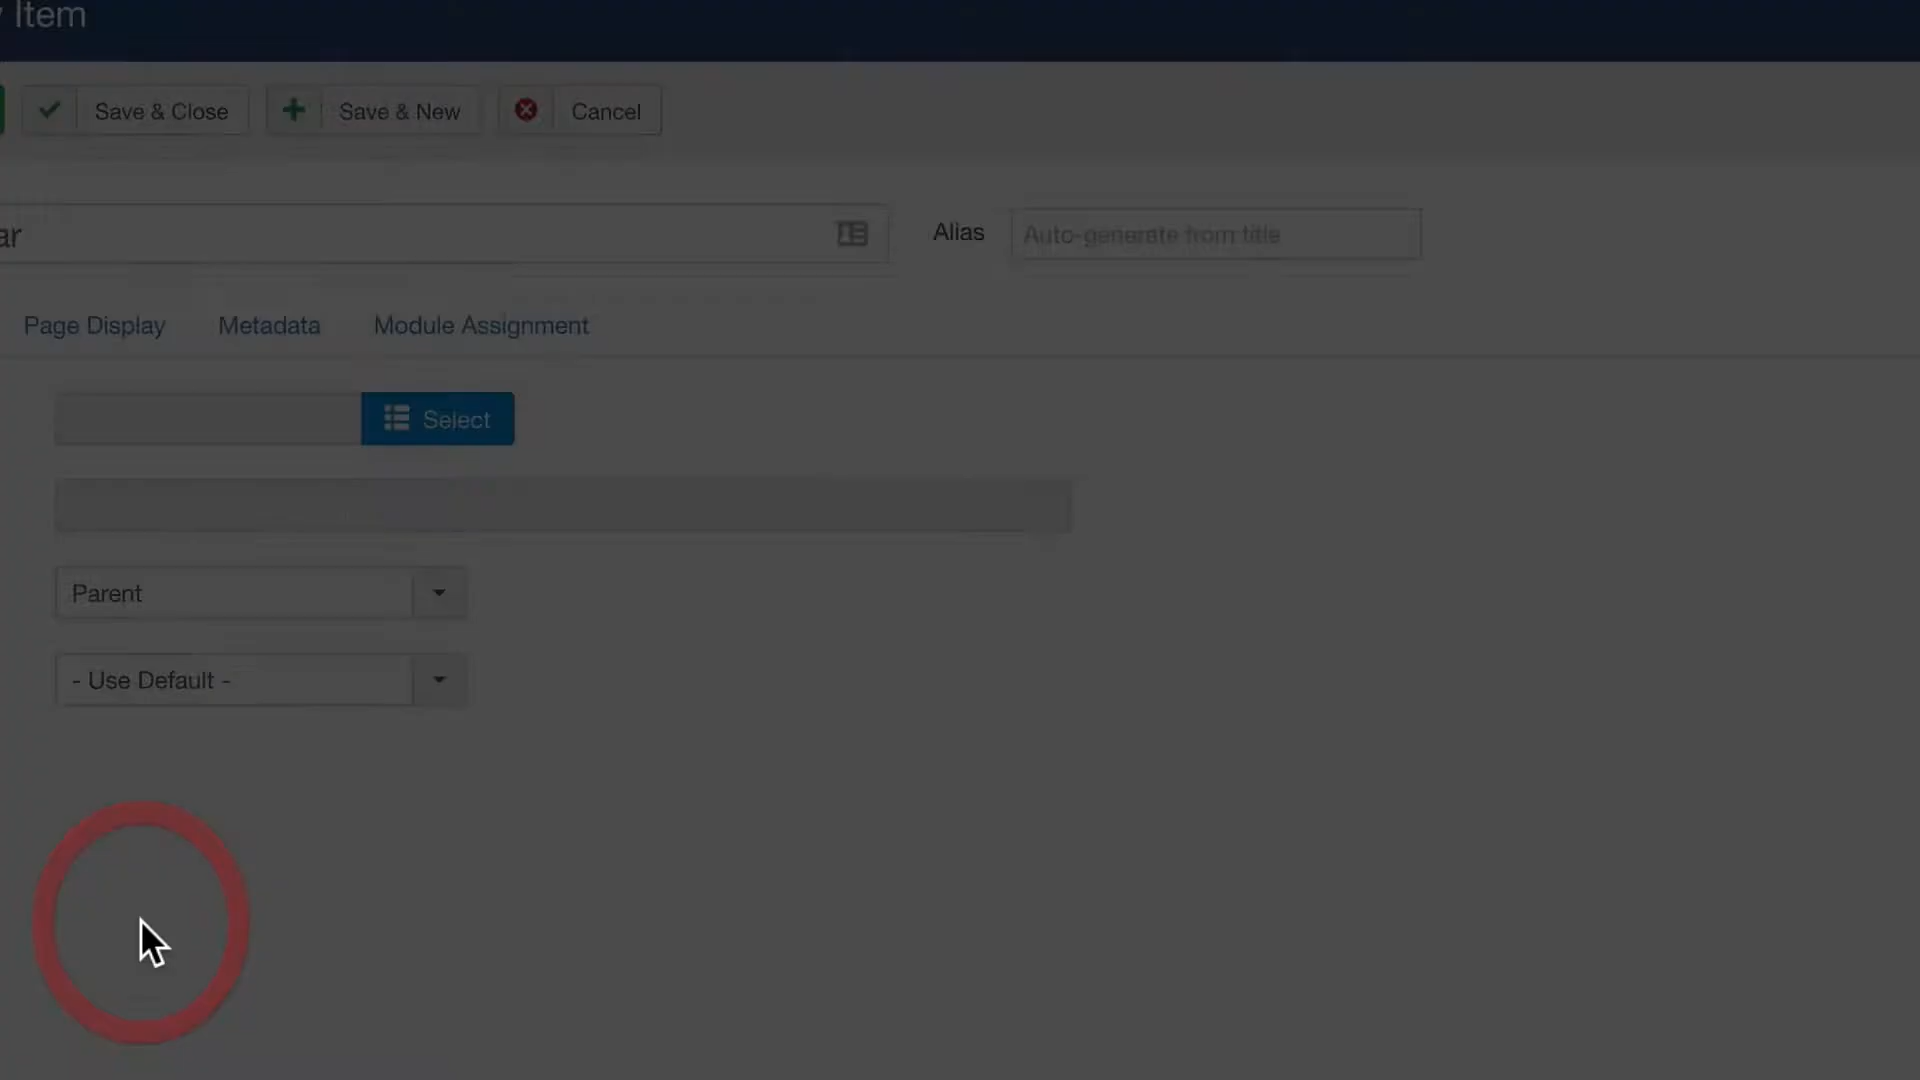 Item
Save & Close
Save & New
Cancel
ar
Alias
Auto-generate from title
Page Display
Metadata
Module Assignment
Select
Parent
- Use Default -